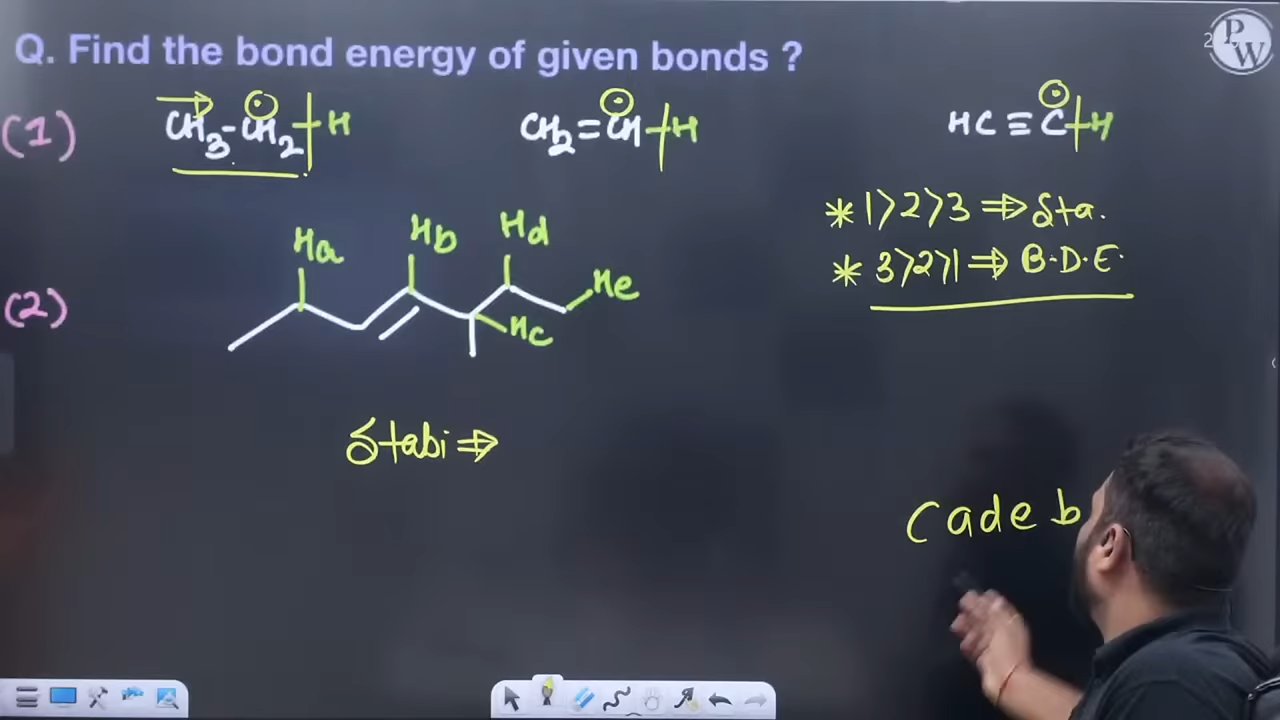 Q. Find the bond energy of given bonds ?
PW
2
(1) CH3-CH2-H CH2=CH-H HC≡C-H
* 1>2>3 ⇒ Sta.
* 3>2>1 ⇒ B.D.E.
(2) Ha Hb Hd He Hc
Stabi ⇒
c a d e b